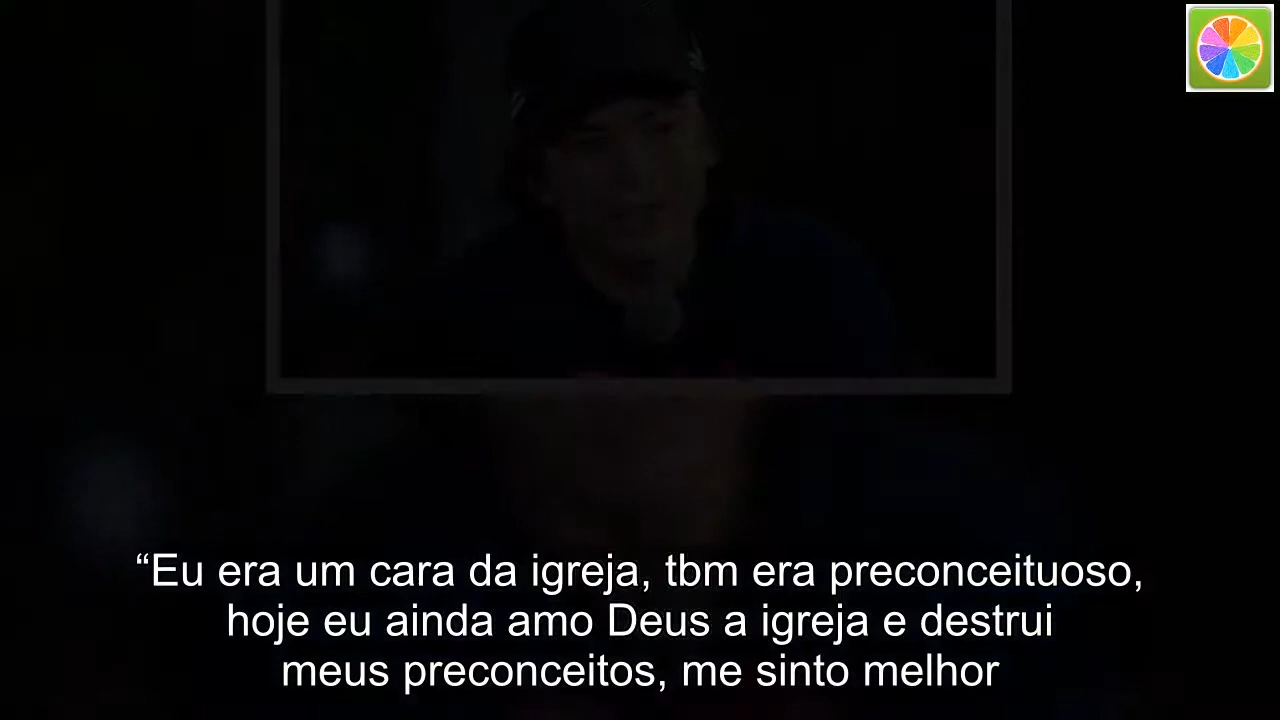 “Eu era um cara da igreja, tbm era preconceituoso,
hoje eu ainda amo Deus a igreja e destrui
meus preconceitos, me sinto melhor